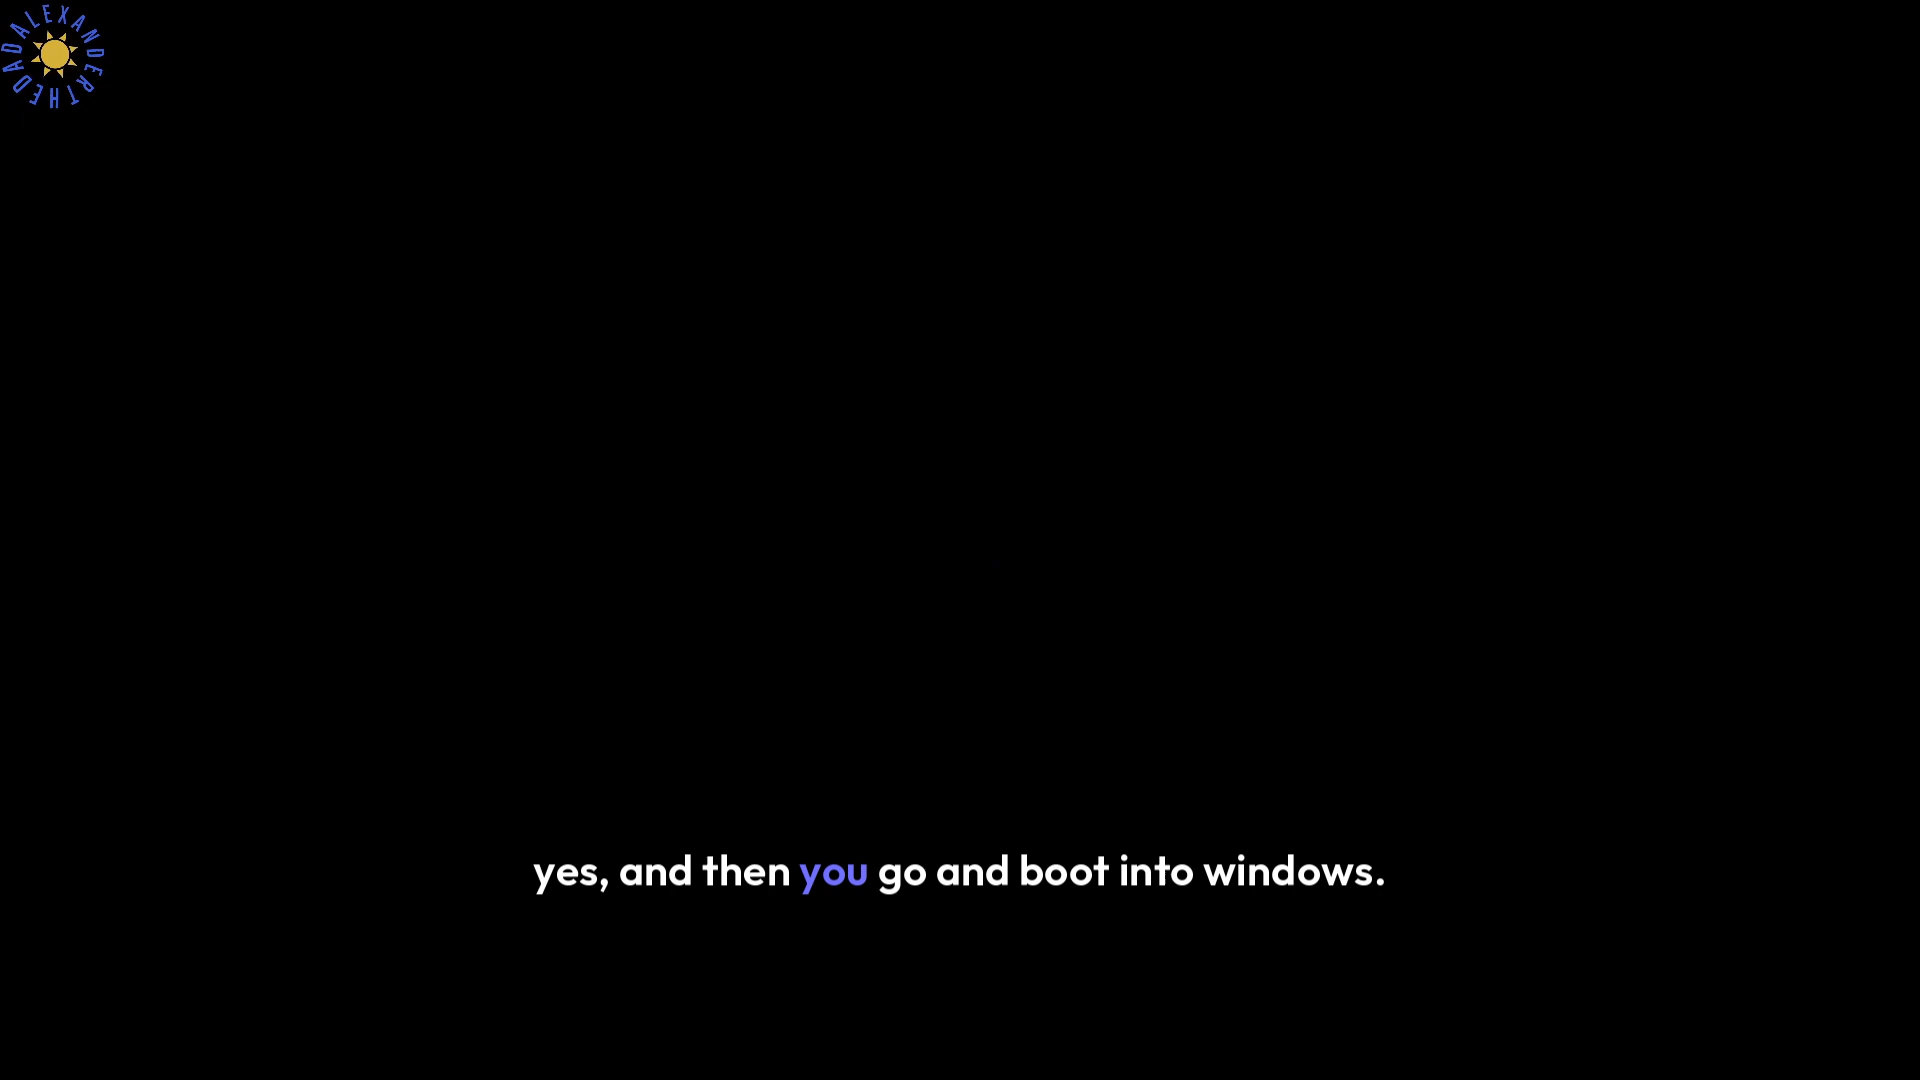 ALEXANDERTHEDAD
yes, and then you go and boot into windows.